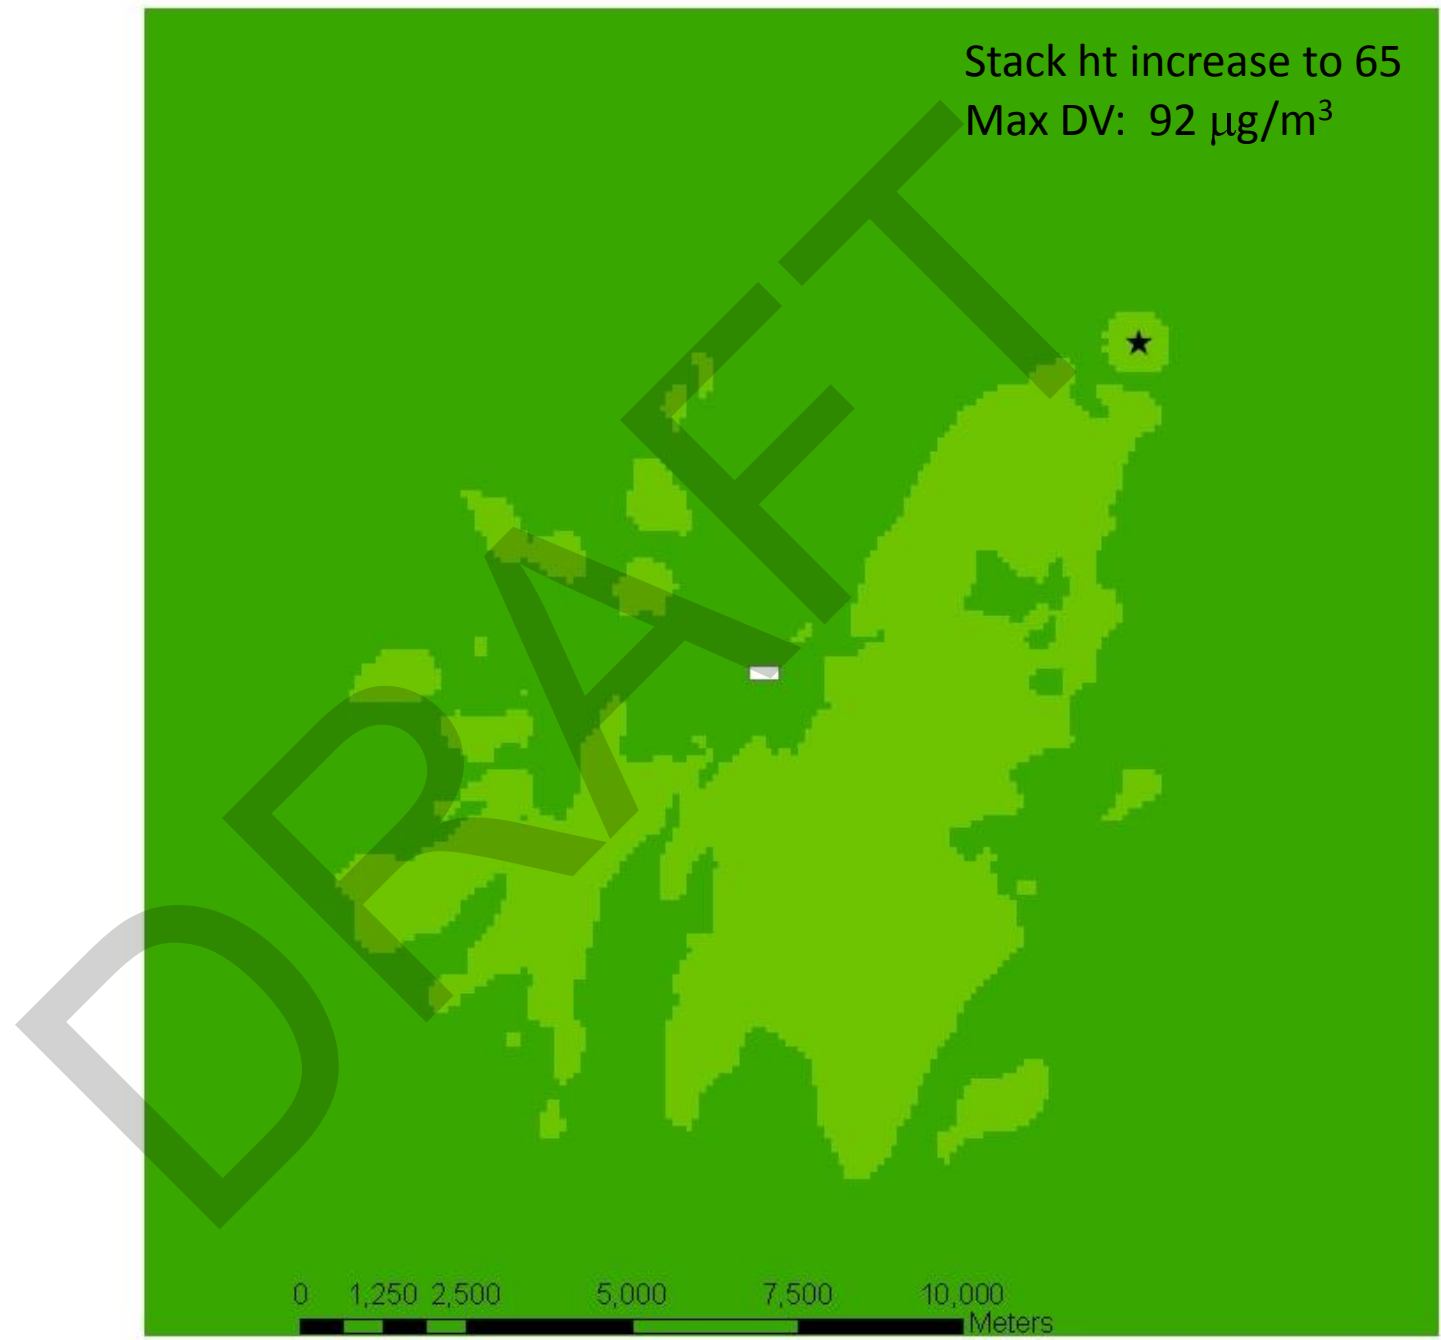 Stack ht increase to 65
Max DV: 92 μg/m³
DRAFT
0 1,250 2,500 5,000 7,500 10,000
Meters